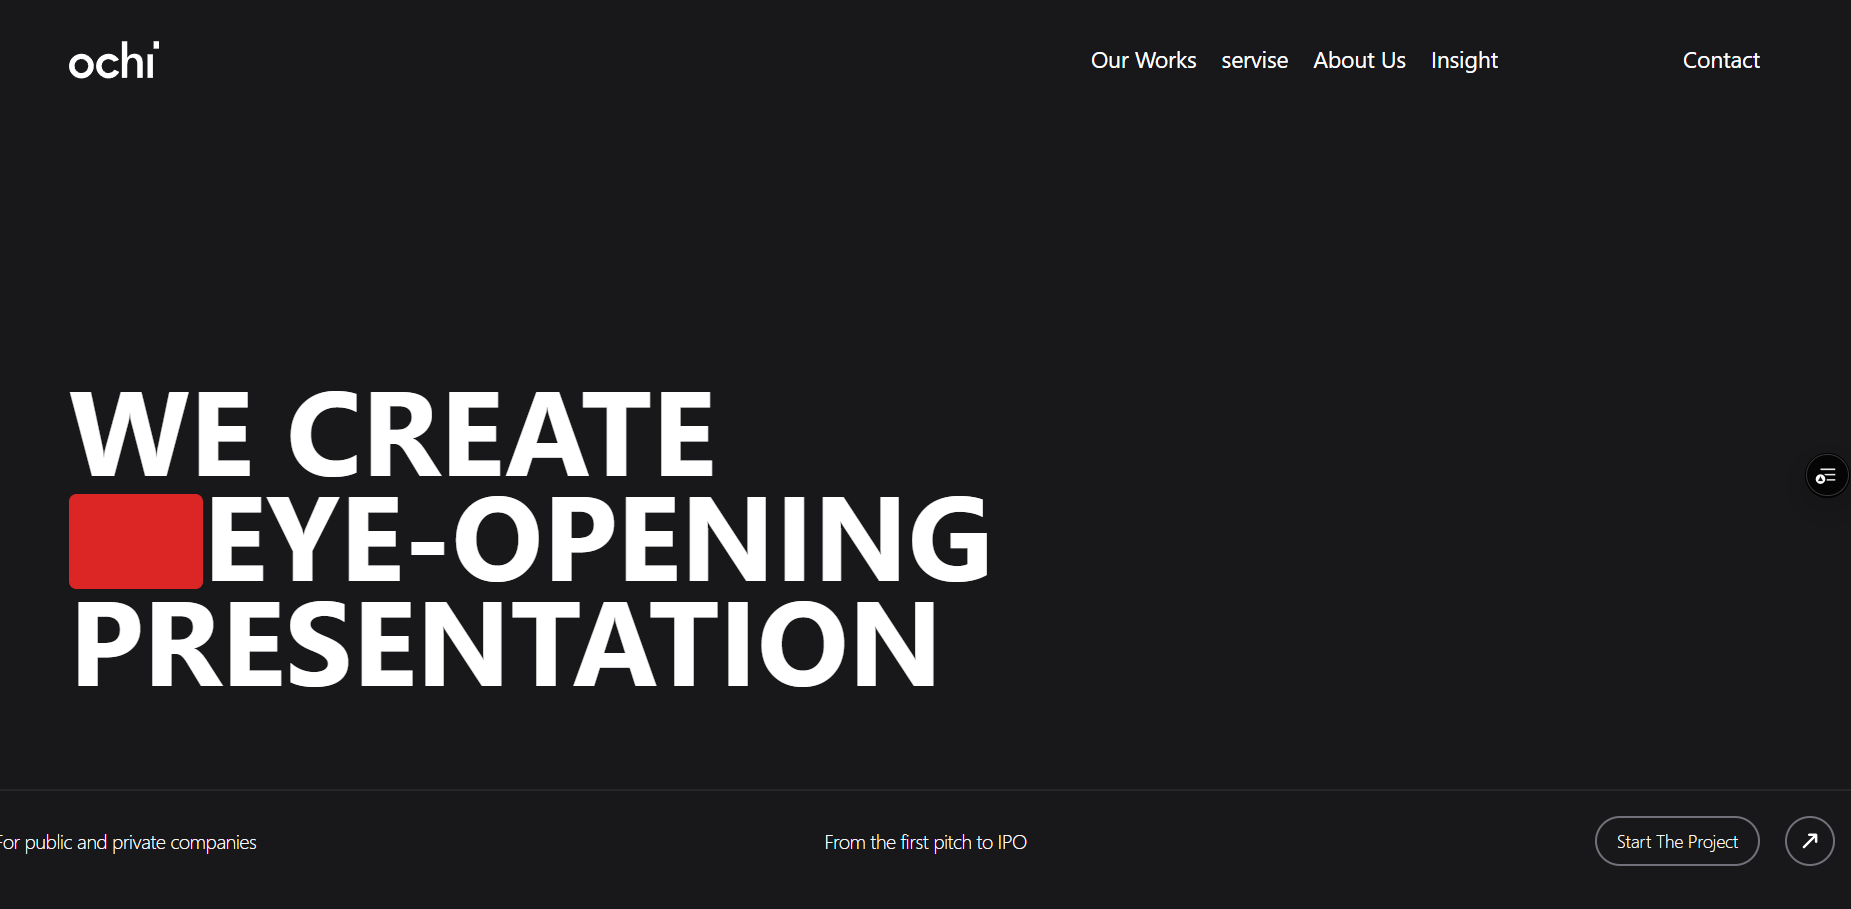 ochi
Our Works servise About Us Insight Contact
WE CREATE
EYE-OPENING
PRESENTATION
For public and private companies From the first pitch to IPO Start The Project